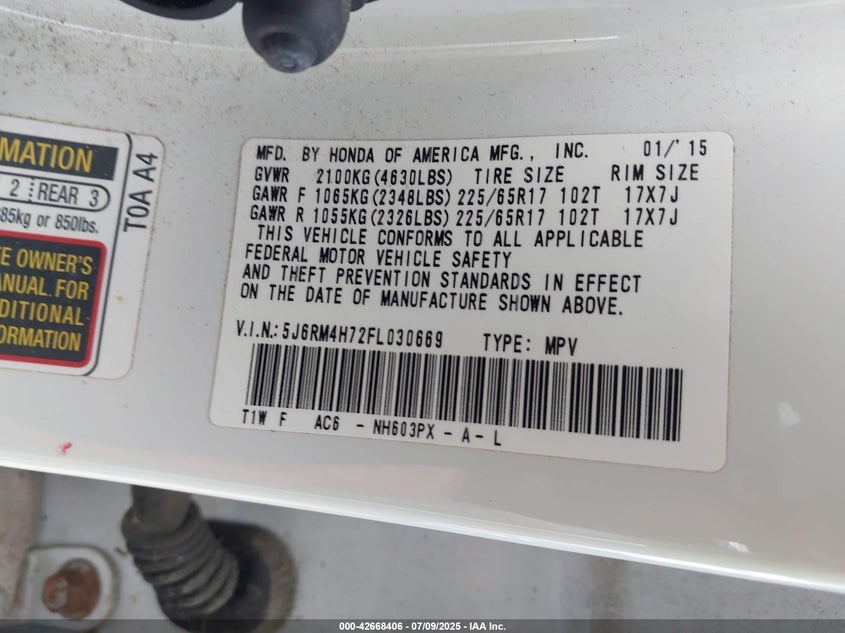 MATION
2 REAR 3
85kg or 850lbs.
E OWNER'S
ANUAL FOR
DITIONAL
ORMATION
T0A A4
MFD. BY HONDA OF AMERICA MFG., INC. 01/'15
GVWR 2100KG(4630LBS) TIRE SIZE RIM SIZE
GAWR F 1065KG(2348LBS) 225/65R17 102T 17X7J
GAWR R 1055KG(2326LBS) 225/65R17 102T 17X7J
THIS VEHICLE CONFORMS TO ALL APPLICABLE
FEDERAL MOTOR VEHICLE SAFETY
AND THEFT PREVENTION STANDARDS IN EFFECT
ON THE DATE OF MANUFACTURE SHOWN ABOVE.
V.I.N.: 5J6RM4H72FL030669 TYPE: MPV
T1W F AC6 - NH603PX - A - L
000-42668406 - 07/09/2025 - IAA Inc.